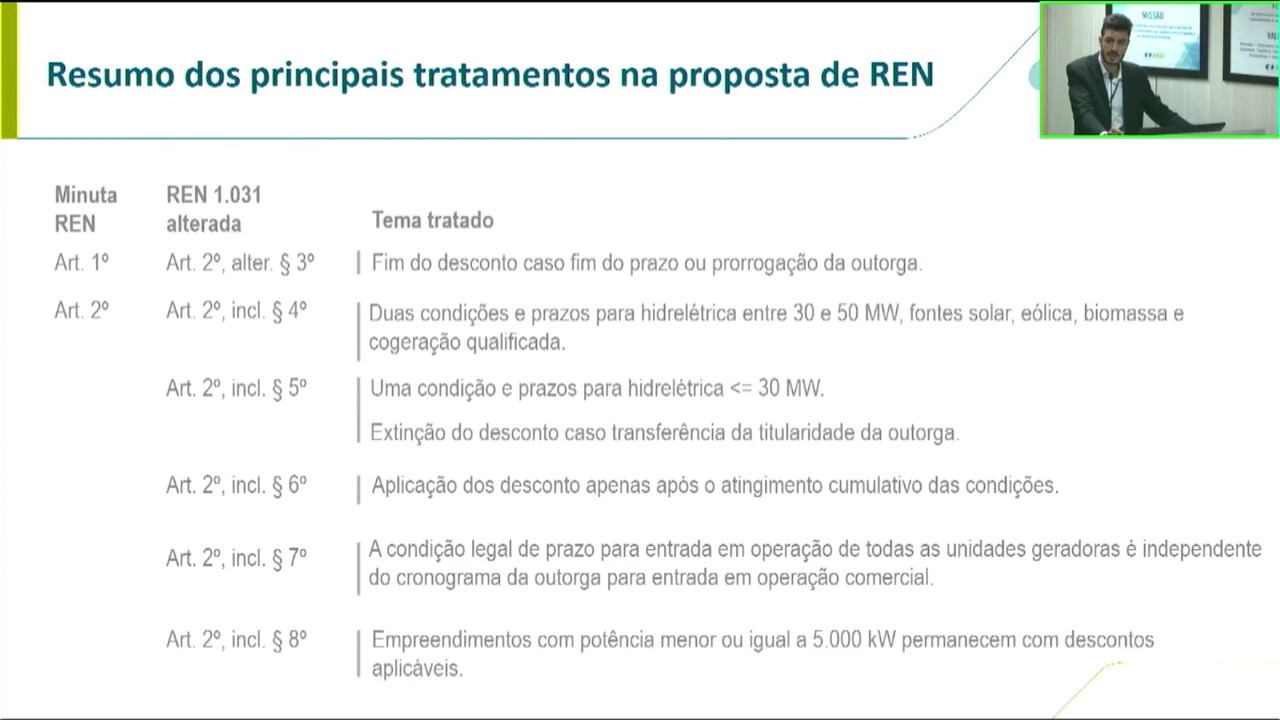 Resumo dos principais tratamentos na proposta de REN
MISSÃO
Minuta REN 1.031
REN alterada Tema tratado
Art. 1º Art. 2º, alter. § 3º Fim do desconto caso fim do prazo ou prorrogação da outorga.
Art. 2º Art. 2º, incl. § 4º Duas condições e prazos para hidrelétrica entre 30 e 50 MW, fontes solar, eólica, biomassa e
cogeração qualificada.
Art. 2º, incl. § 5º Uma condição e prazos para hidrelétrica <= 30 MW.
Extinção do desconto caso transferência da titularidade da outorga.
Art. 2º, incl. § 6º Aplicação dos desconto apenas após o atingimento cumulativo das condições.
Art. 2º, incl. § 7º A condição legal de prazo para entrada em operação de todas as unidades geradoras é independente
do cronograma da outorga para entrada em operação comercial.
Art. 2º, incl. § 8º Empreendimentos com potência menor ou igual a 5.000 kW permanecem com descontos
aplicáveis.